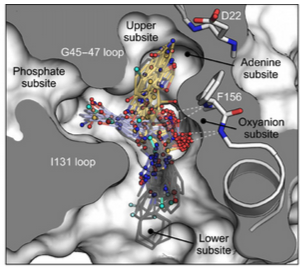 D22
Upper
subsite
G45–47 loop
Adenine
subsite
Phosphate
subsite
F156
Oxyanion
subsite
I131 loop
Lower
subsite